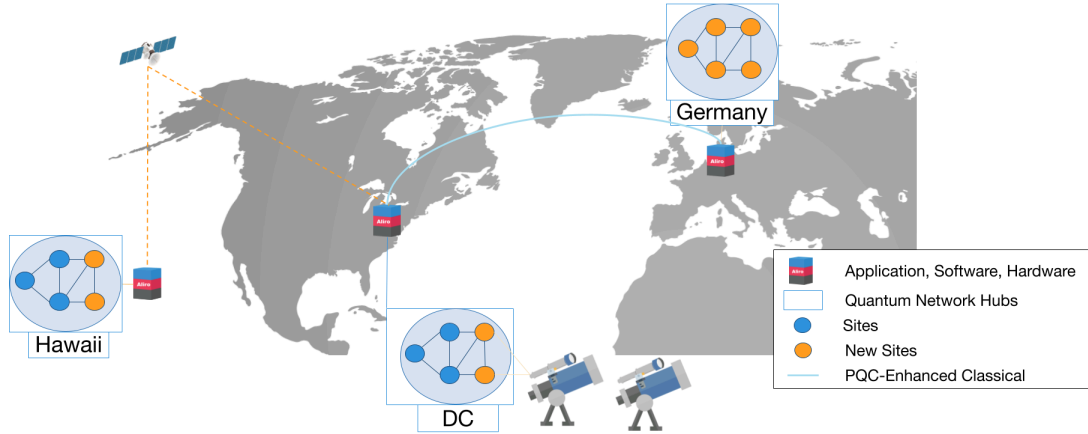 Germany
Aliro
Aliro
Aliro
Hawaii
DC
Aliro
Application, Software, Hardware
Quantum Network Hubs
Sites
New Sites
PQC-Enhanced Classical